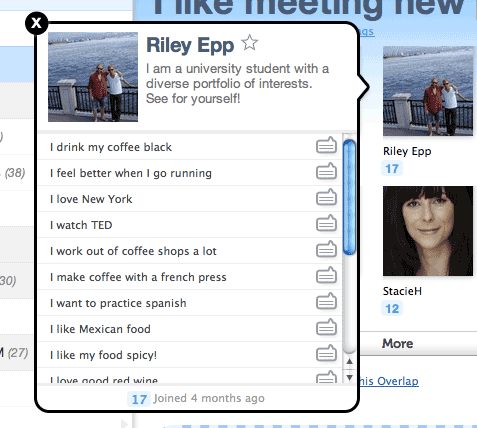 I like meeting new
X
Riley Epp
I am a university student with a
diverse portfolio of interests.
See for yourself!
I drink my coffee black
I feel better when I go running
I love New York
I watch TED
I work out of coffee shops a lot
I make coffee with a french press
I want to practice spanish
I like Mexican food
I like my food spicy!
I love good red wine
17 Joined 4 months ago
(38)
30)
M (27)
Riley Epp
17
StacieH
12
More
his Overlap